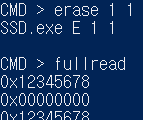 CMD > erase 1 1
SSD.exe E 1 1
CMD > fullread
0x12345678
0x00000000
0x12345678